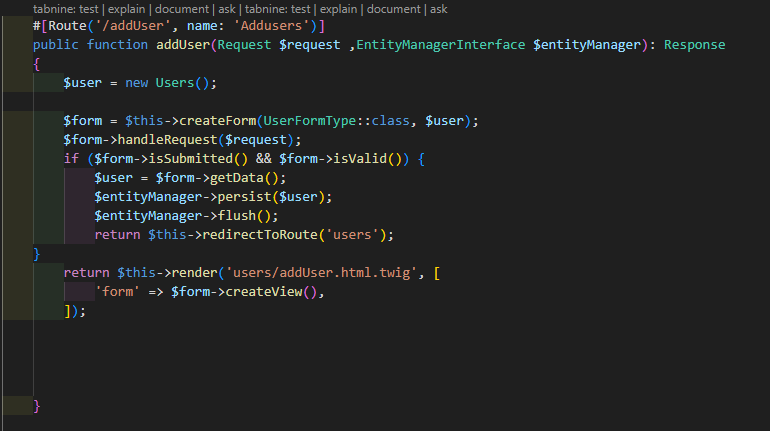 tabnine: test | explain | document | ask | tabnine: test | explain | document | ask
#[Route('/addUser', name: 'Addusers')]
public function addUser(Request $request ,EntityManagerInterface $entityManager): Response
{
$user = new Users();
$form = $this->createForm(UserFormType::class, $user);
$form->handleRequest($request);
if ($form->isSubmitted() && $form->isValid()) {
$user = $form->getData();
$entityManager->persist($user);
$entityManager->flush();
return $this->redirectToRoute('users');
}
return $this->render('users/addUser.html.twig', [
'form' => $form->createView(),
]);
}